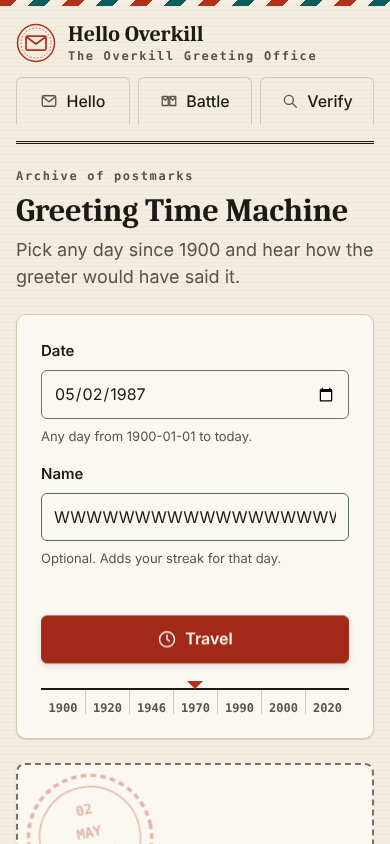 Hello Overkill
The Overkill Greeting Office
Hello
Battle
Verify
Archive of postmarks
Greeting Time Machine
Pick any day since 1900 and hear how the
greeter would have said it.
Date
05/02/1987
Any day from 1900-01-01 to today.
Name
WWWWWWWWWWWWWWWWWW
Optional. Adds your streak for that day.
Travel
1900 1920 1946 1970 1990 2000 2020
02
MAY